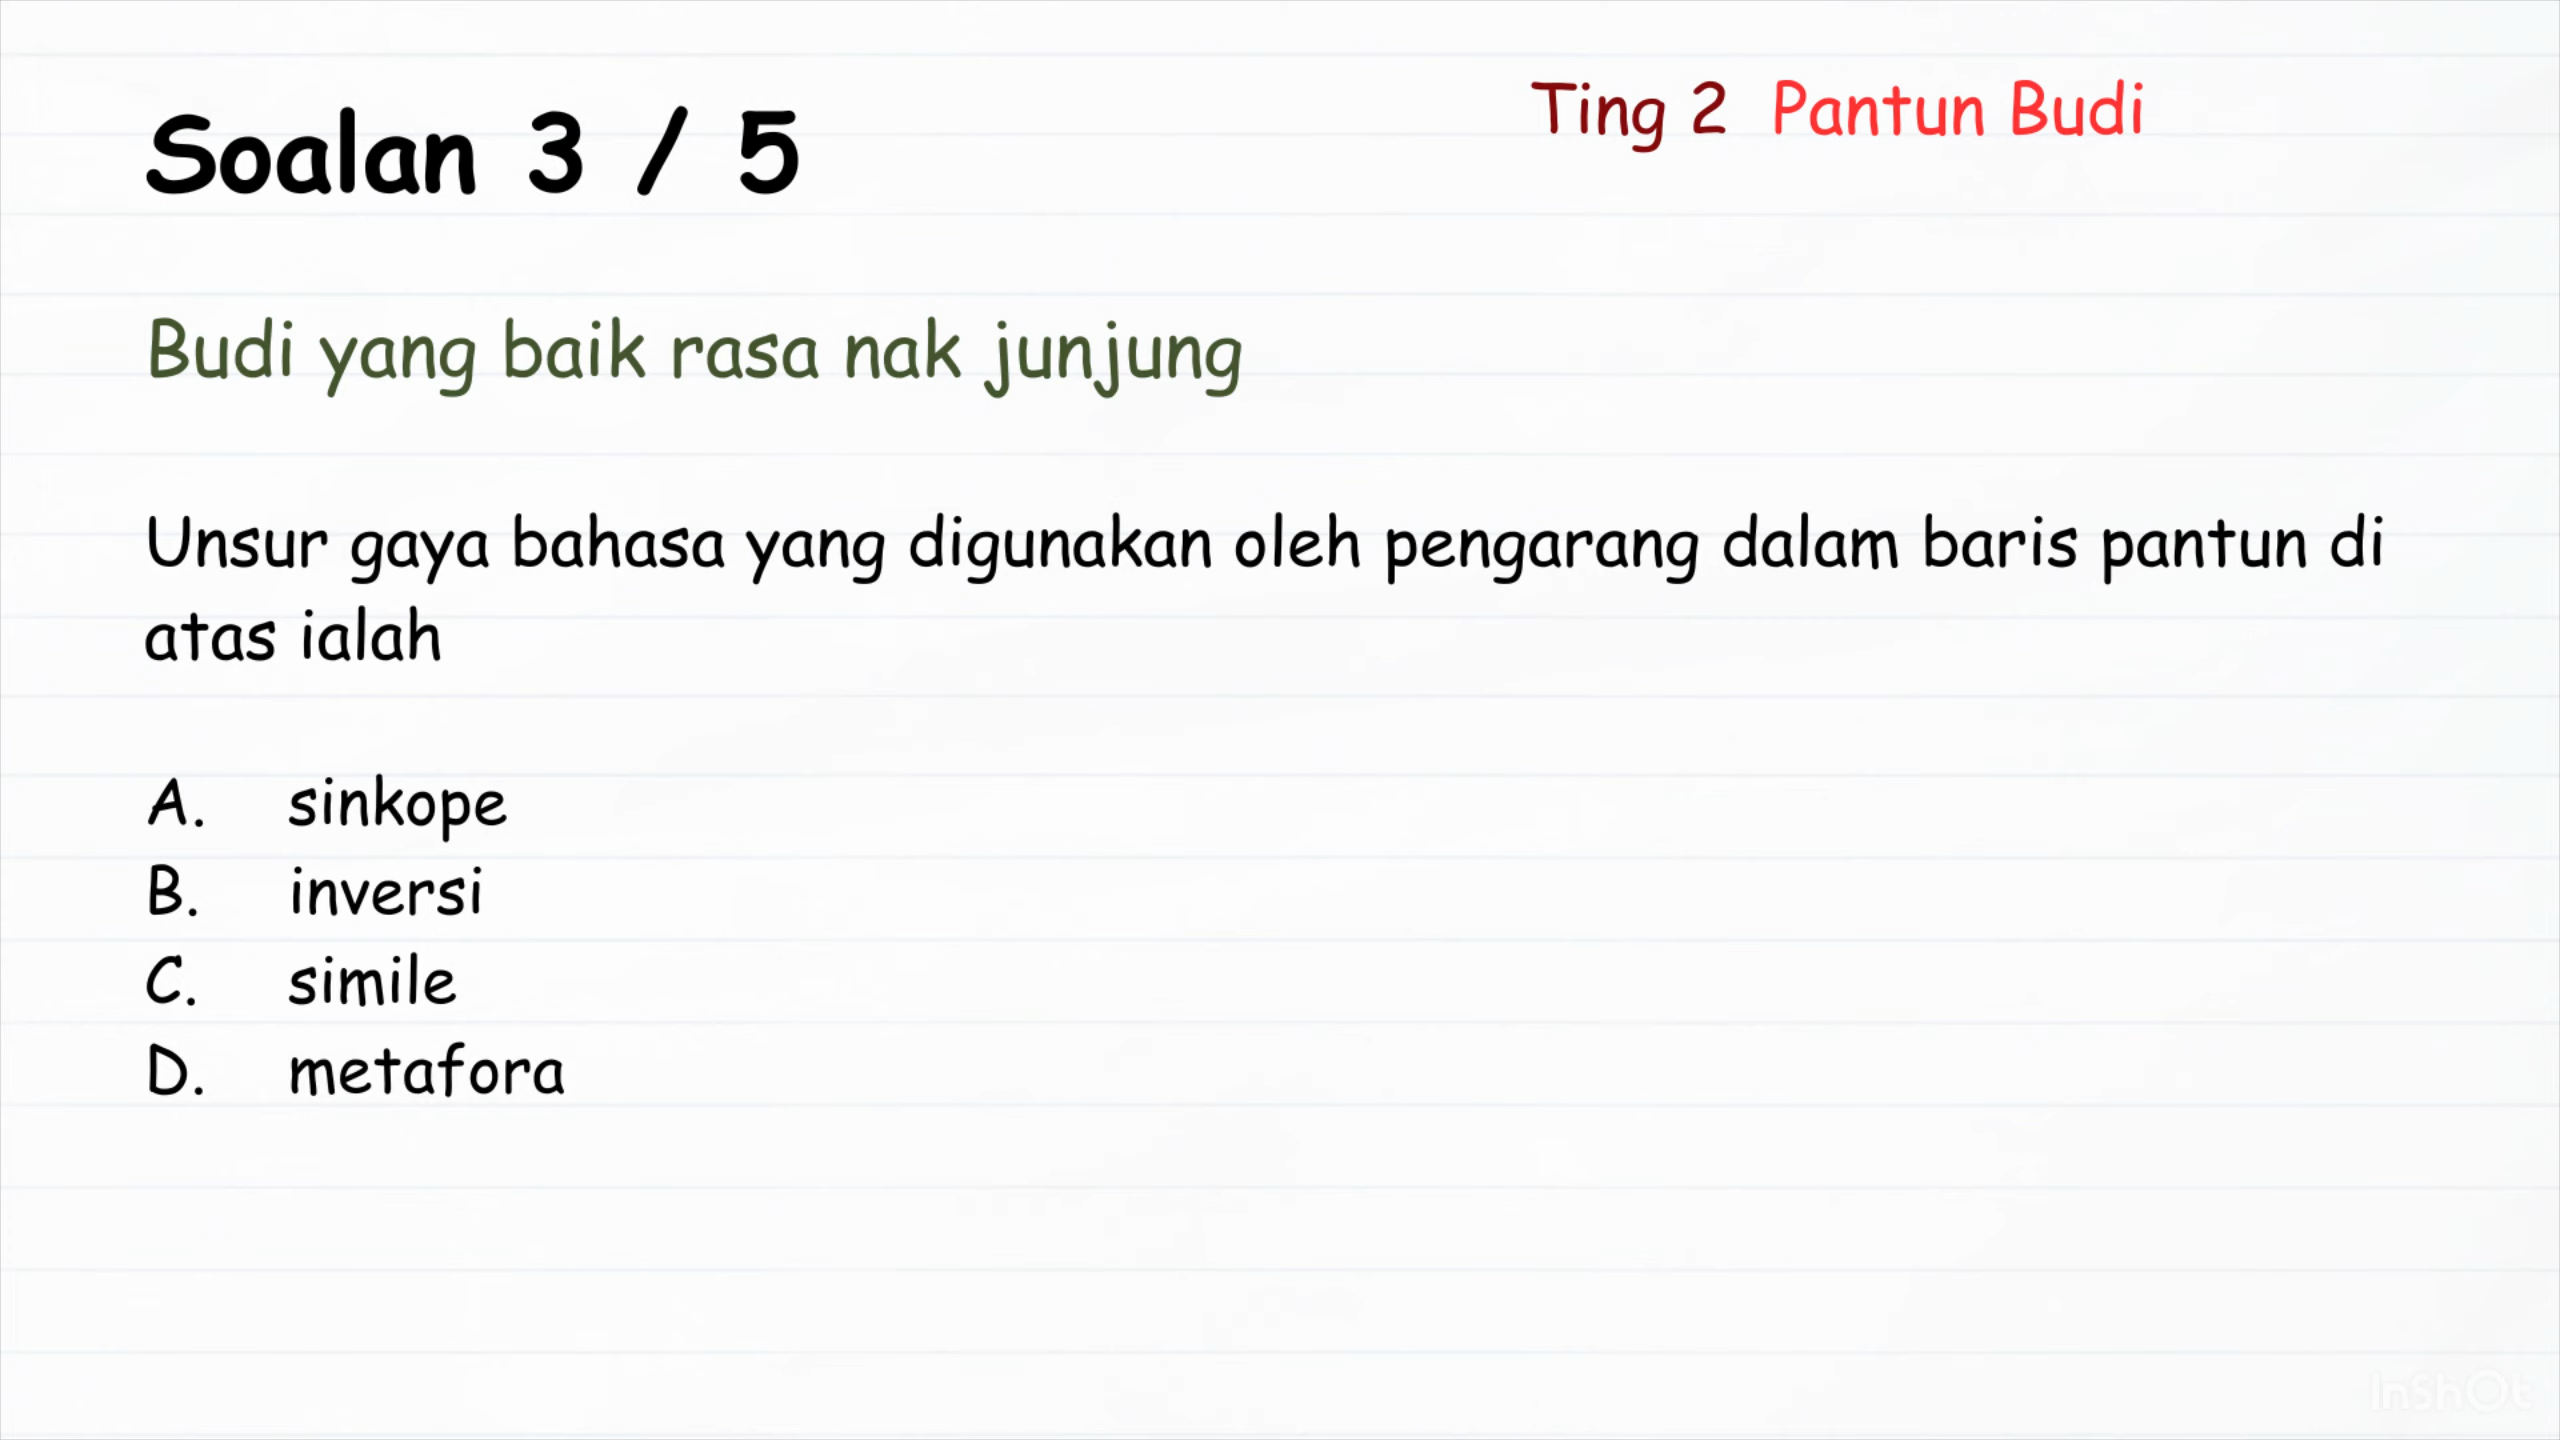 Ting 2 Pantun Budi
Soalan 3 / 5
Budi yang baik rasa nak junjung
Unsur gaya bahasa yang digunakan oleh pengarang dalam baris pantun di
atas ialah
A. sinkope
B. inversi
C. simile
D. metafora
InShOt